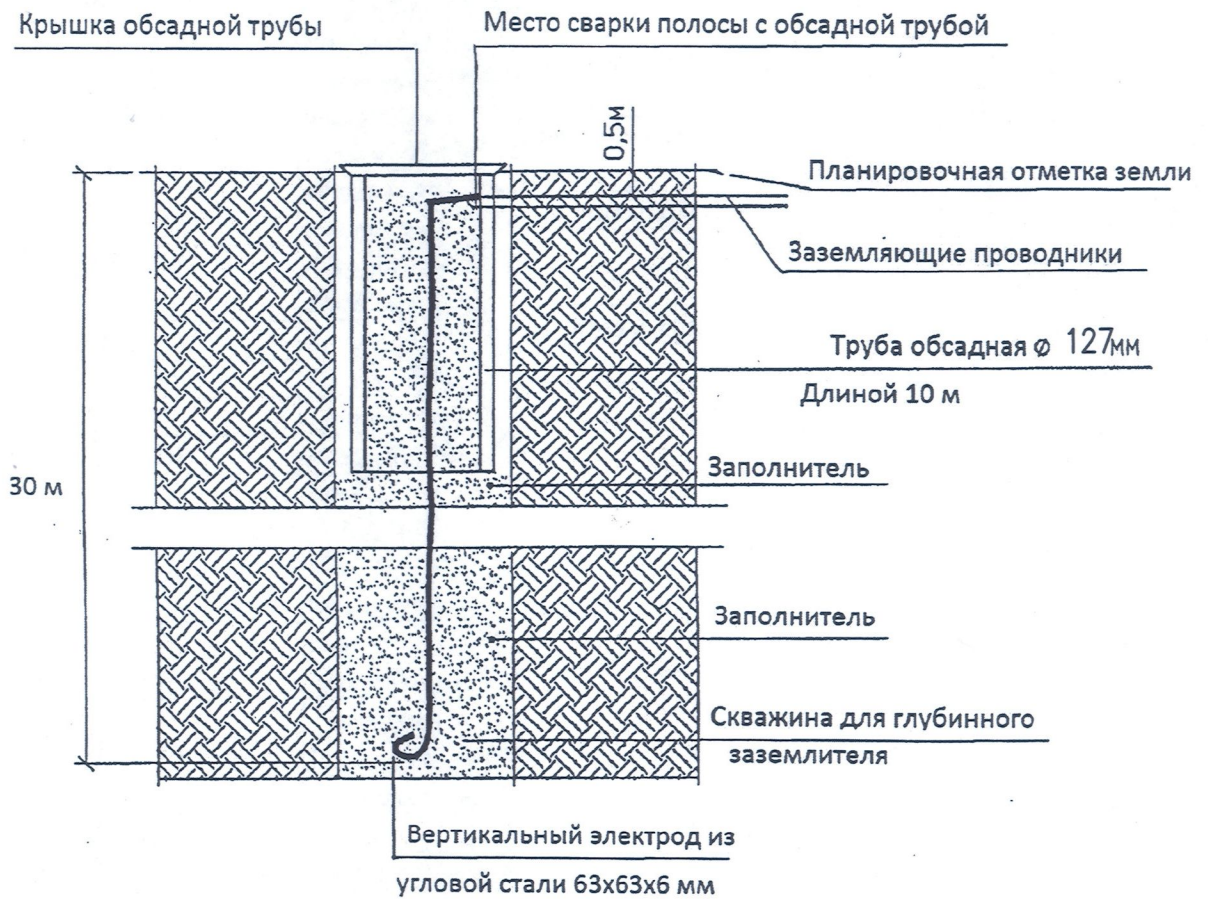 Крышка обсадной трубы
Место сварки полосы с обсадной трубой
0,5м
Планировочная отметка земли
Заземляющие проводники
Труба обсадная ⌀ 127мм
Длиной 10 м
Заполнитель
30 м
Заполнитель
Скважина для глубинного
заземлителя
Вертикальный электрод из
угловой стали 63х63х6 мм